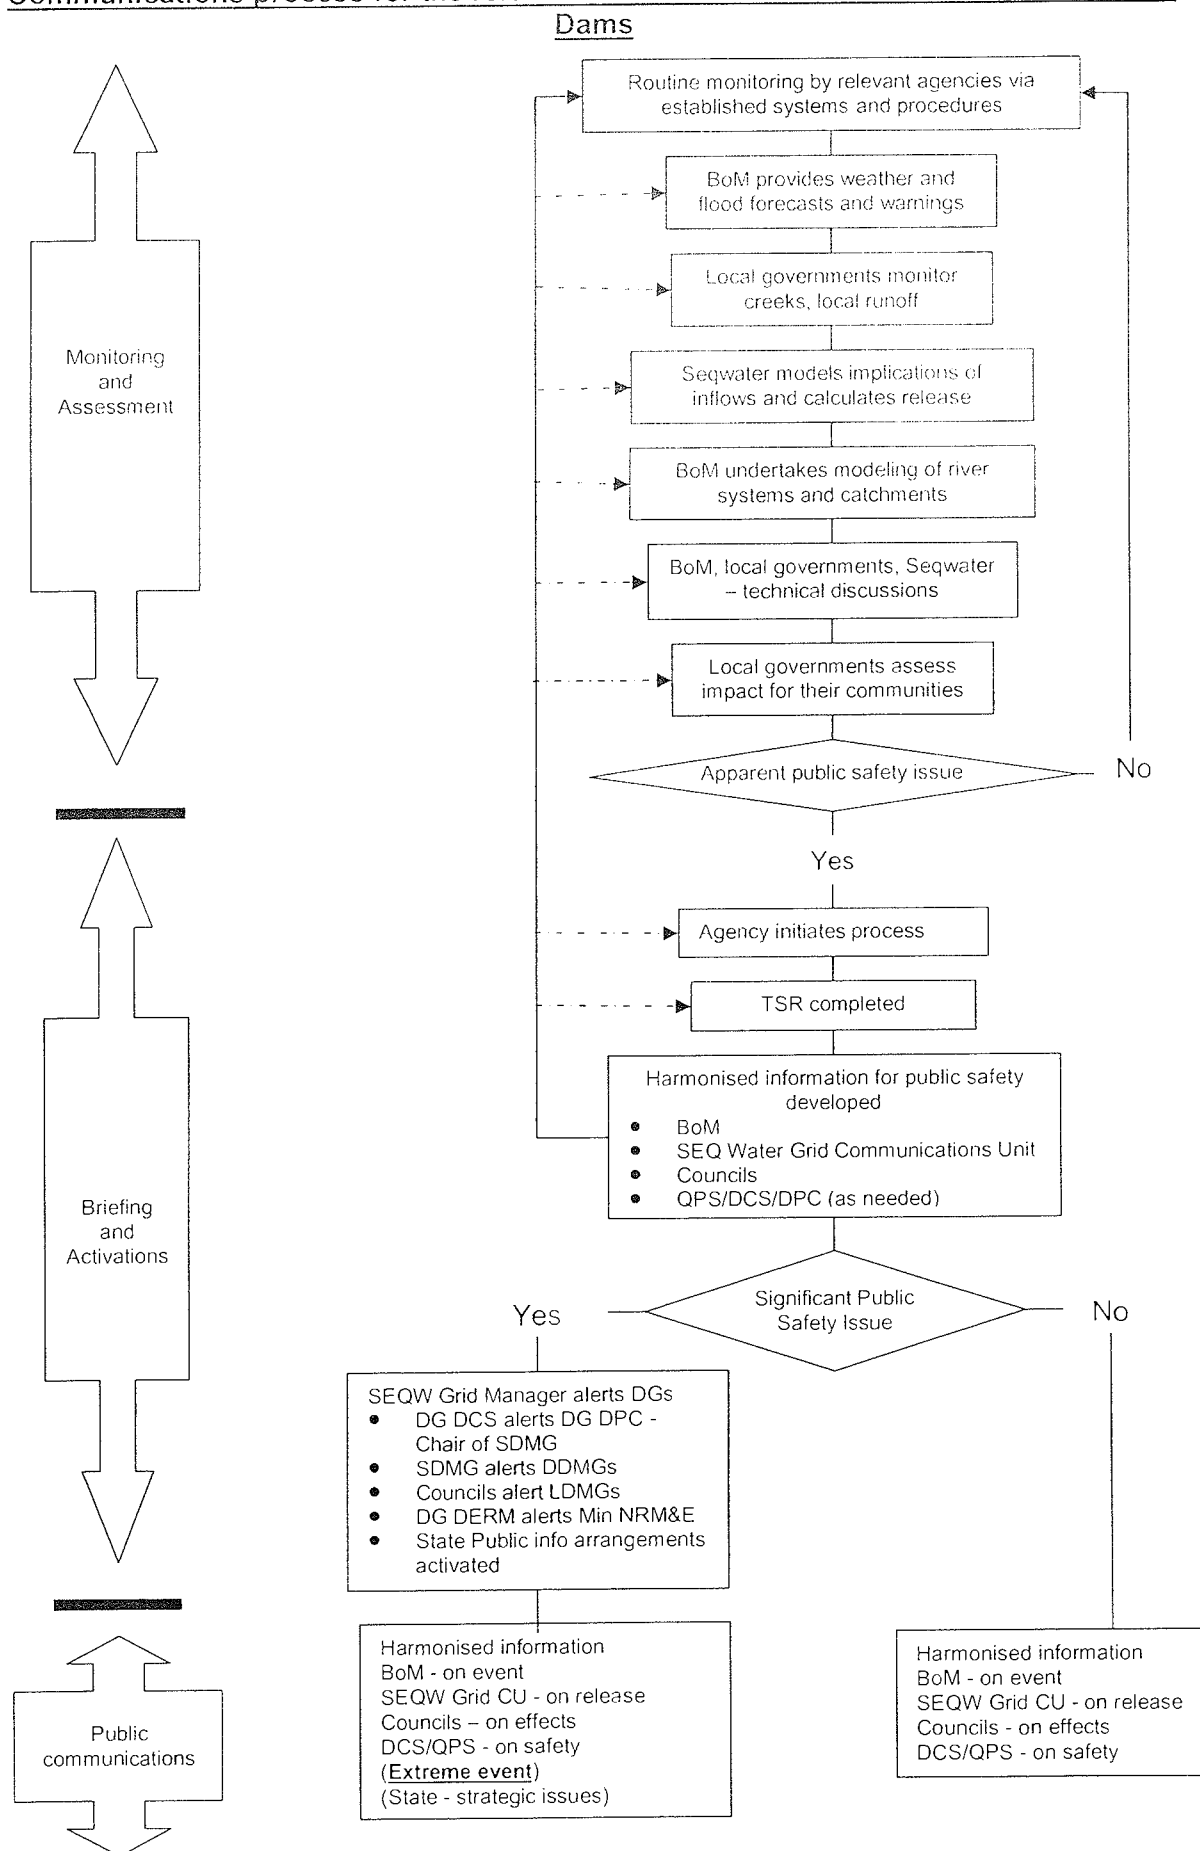 Communications process for the
Dams
Routine monitoring by relevant agencies via
established systems and procedures
BoM provides weather and
flood forecasts and warnings
Local governments monitor
creeks, local runoff
Monitoring
and
Assessment
Seqwater models implications of
inflows and calculates release
BoM undertakes modeling of river
systems and catchments
BoM, local governments, Seqwater
– technical discussions
Local governments assess
impact for their communities
Apparent public safety issue
No
Yes
Agency initiates process
TSR completed
Harmonised information for public safety
developed
● BoM
● SEQ Water Grid Communications Unit
● Councils
● QPS/DCS/DPC (as needed)
Briefing
and
Activations
Significant Public
Safety Issue
Yes
No
SEQW Grid Manager alerts DGs
● DG DCS alerts DG DPC -
Chair of SDMG
● SDMG alerts DDMGs
● Councils alert LDMGs
● DG DERM alerts Min NRM&E
● State Public info arrangements
activated
Public
communications
Harmonised information
BoM - on event
SEQW Grid CU - on release
Councils – on effects
DCS/QPS - on safety
(Extreme event)
(State - strategic issues)
Harmonised information
BoM - on event
SEQW Grid CU - on release
Councils - on effects
DCS/QPS - on safety